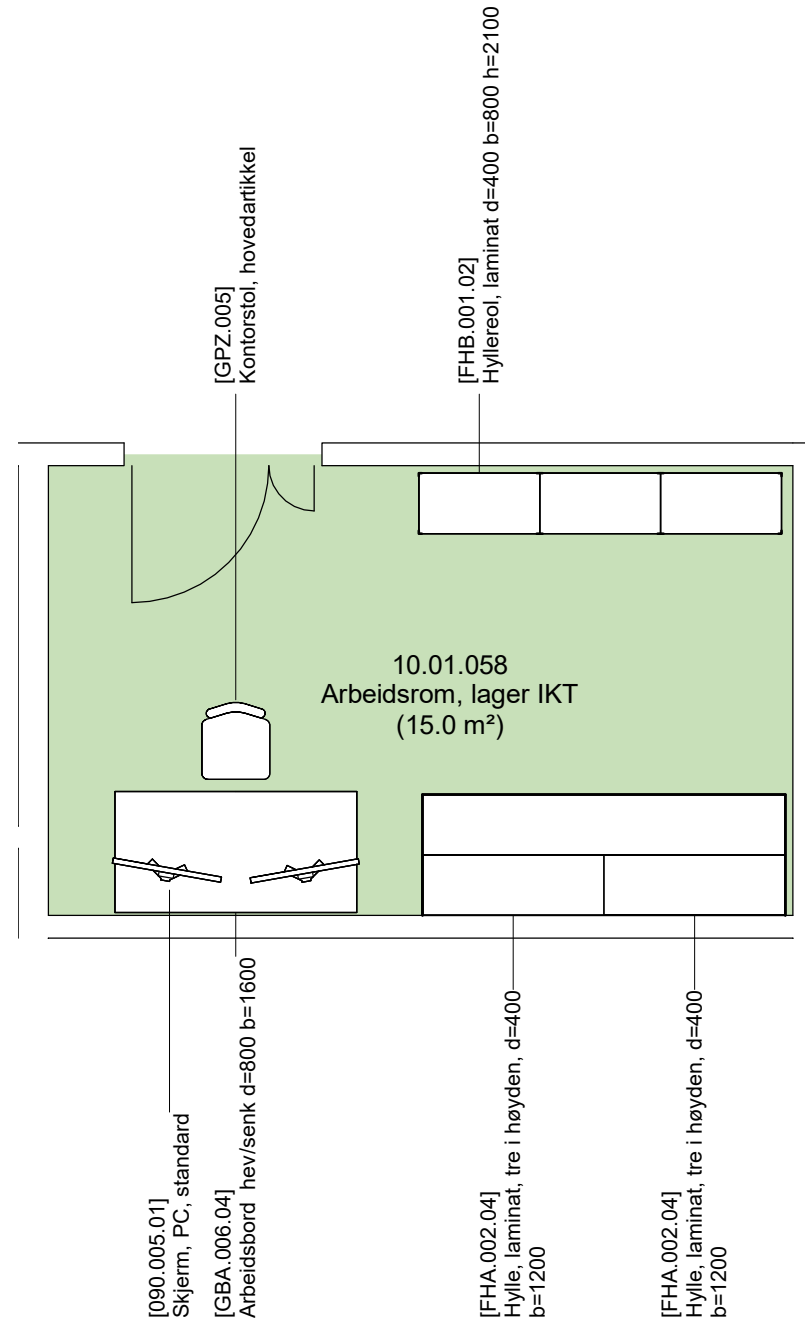 [GPZ.005]
Kontorstol, hovedartikkel
[FHB.001.02]
Hyllereol, laminat d=400 b=800 h=2100
10.01.058
Arbeidsrom, lager IKT
(15.0 m²)
[090.005.01]
Skjerm, PC, standard
[GBA.006.04]
Arbeidsbord hev/senk d=800 b=1600
[FHA.002.04]
Hylle, laminat, tre i høyden, d=400
b=1200
[FHA.002.04]
Hylle, laminat, tre i høyden, d=400
b=1200